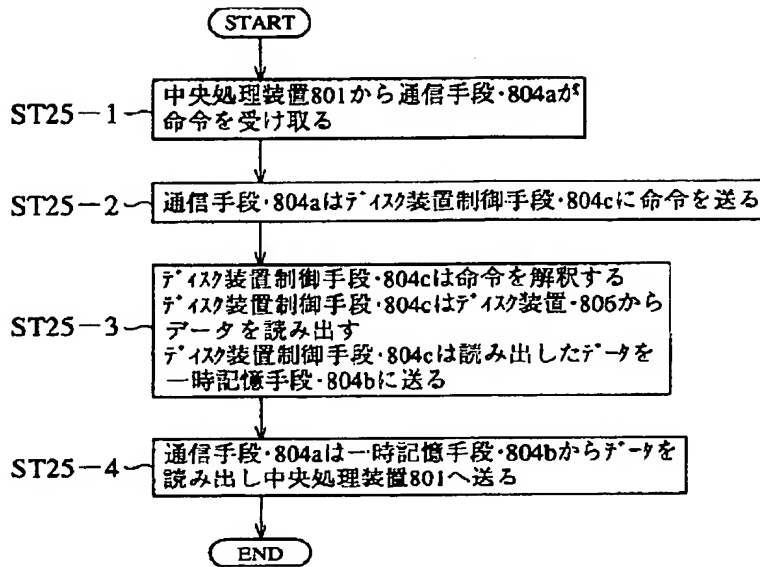 START
ST25-1
中央処理装置801から通信手段・804aが
命令を受け取る
ST25-2
通信手段・804aはディスク装置制御手段・804cに命令を送る
ST25-3
ディスク装置制御手段・804cは命令を解釈する
ディスク装置制御手段・804cはディスク装置・806から
データを読み出す
ディスク装置制御手段・804cは読み出したデータを
一時記憶手段・804bに送る
ST25-4
通信手段・804aは一時記憶手段・804bからデータを
読み出し中央処理装置801へ送る
END